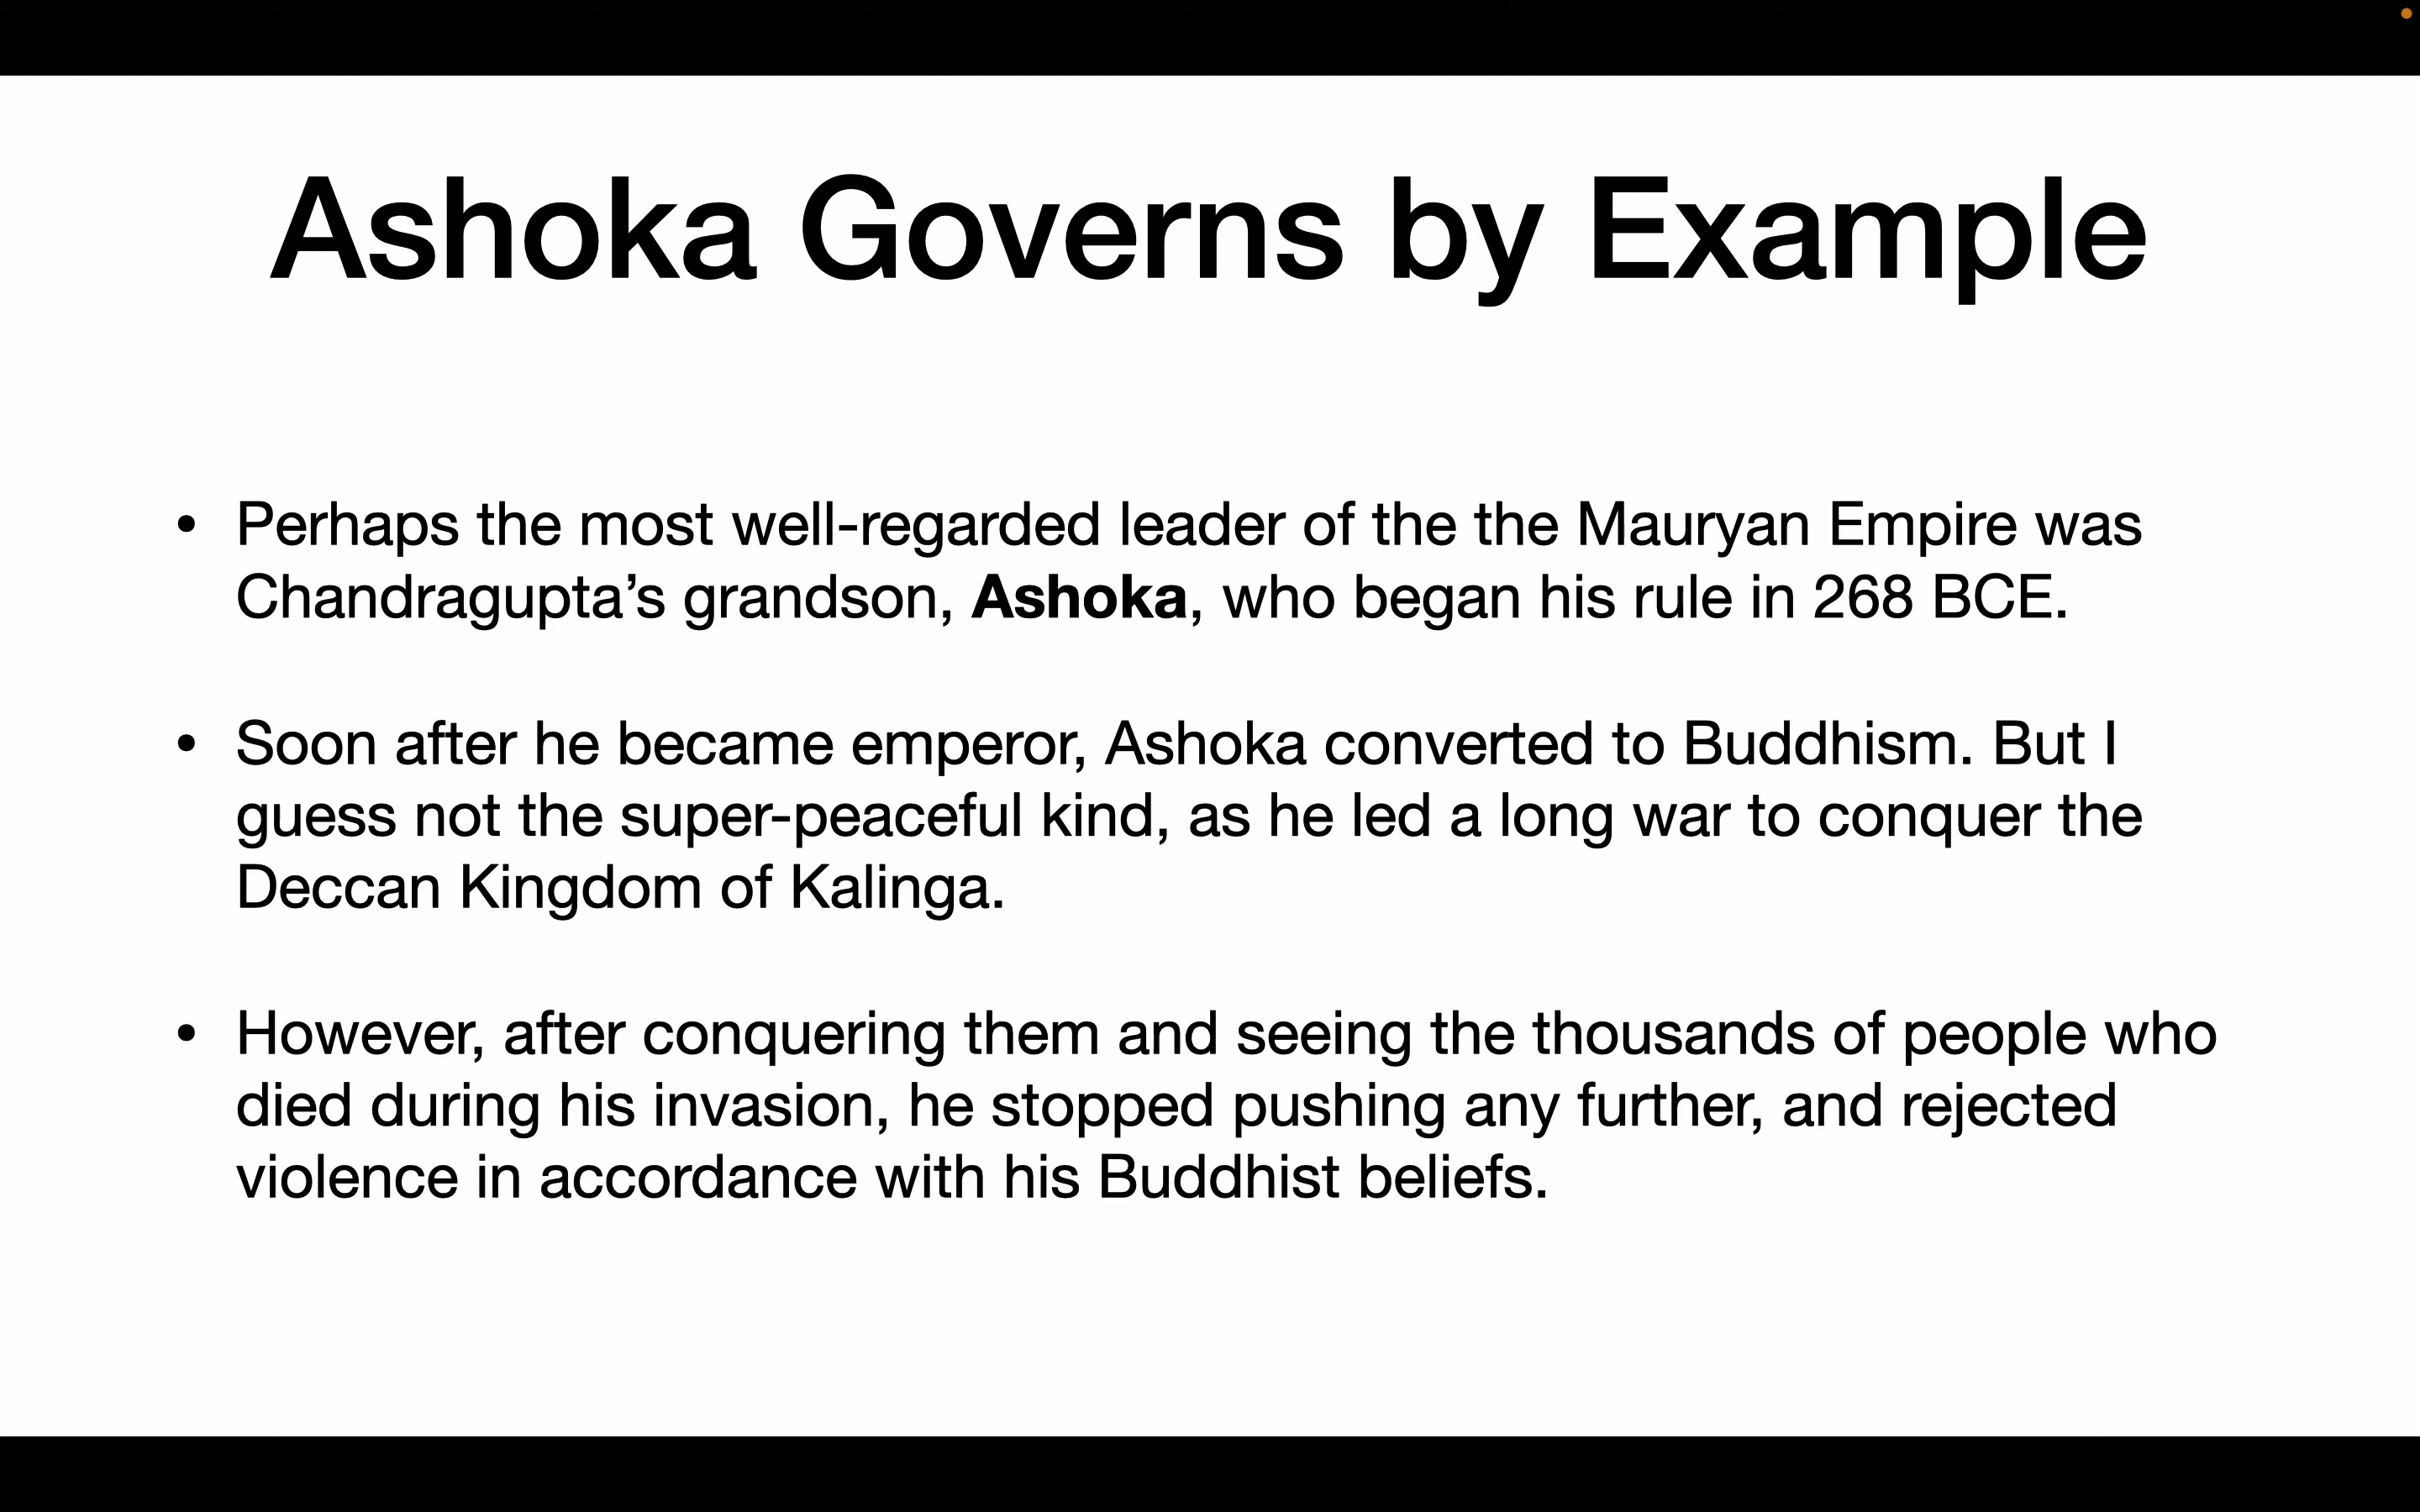 Ashoka Governs by Example
• Perhaps the most well-regarded leader of the the Mauryan Empire was
Chandragupta’s grandson, Ashoka, who began his rule in 268 BCE.
• Soon after he became emperor, Ashoka converted to Buddhism. But I
guess not the super-peaceful kind, as he led a long war to conquer the
Deccan Kingdom of Kalinga.
• However, after conquering them and seeing the thousands of people who
died during his invasion, he stopped pushing any further, and rejected
violence in accordance with his Buddhist beliefs.